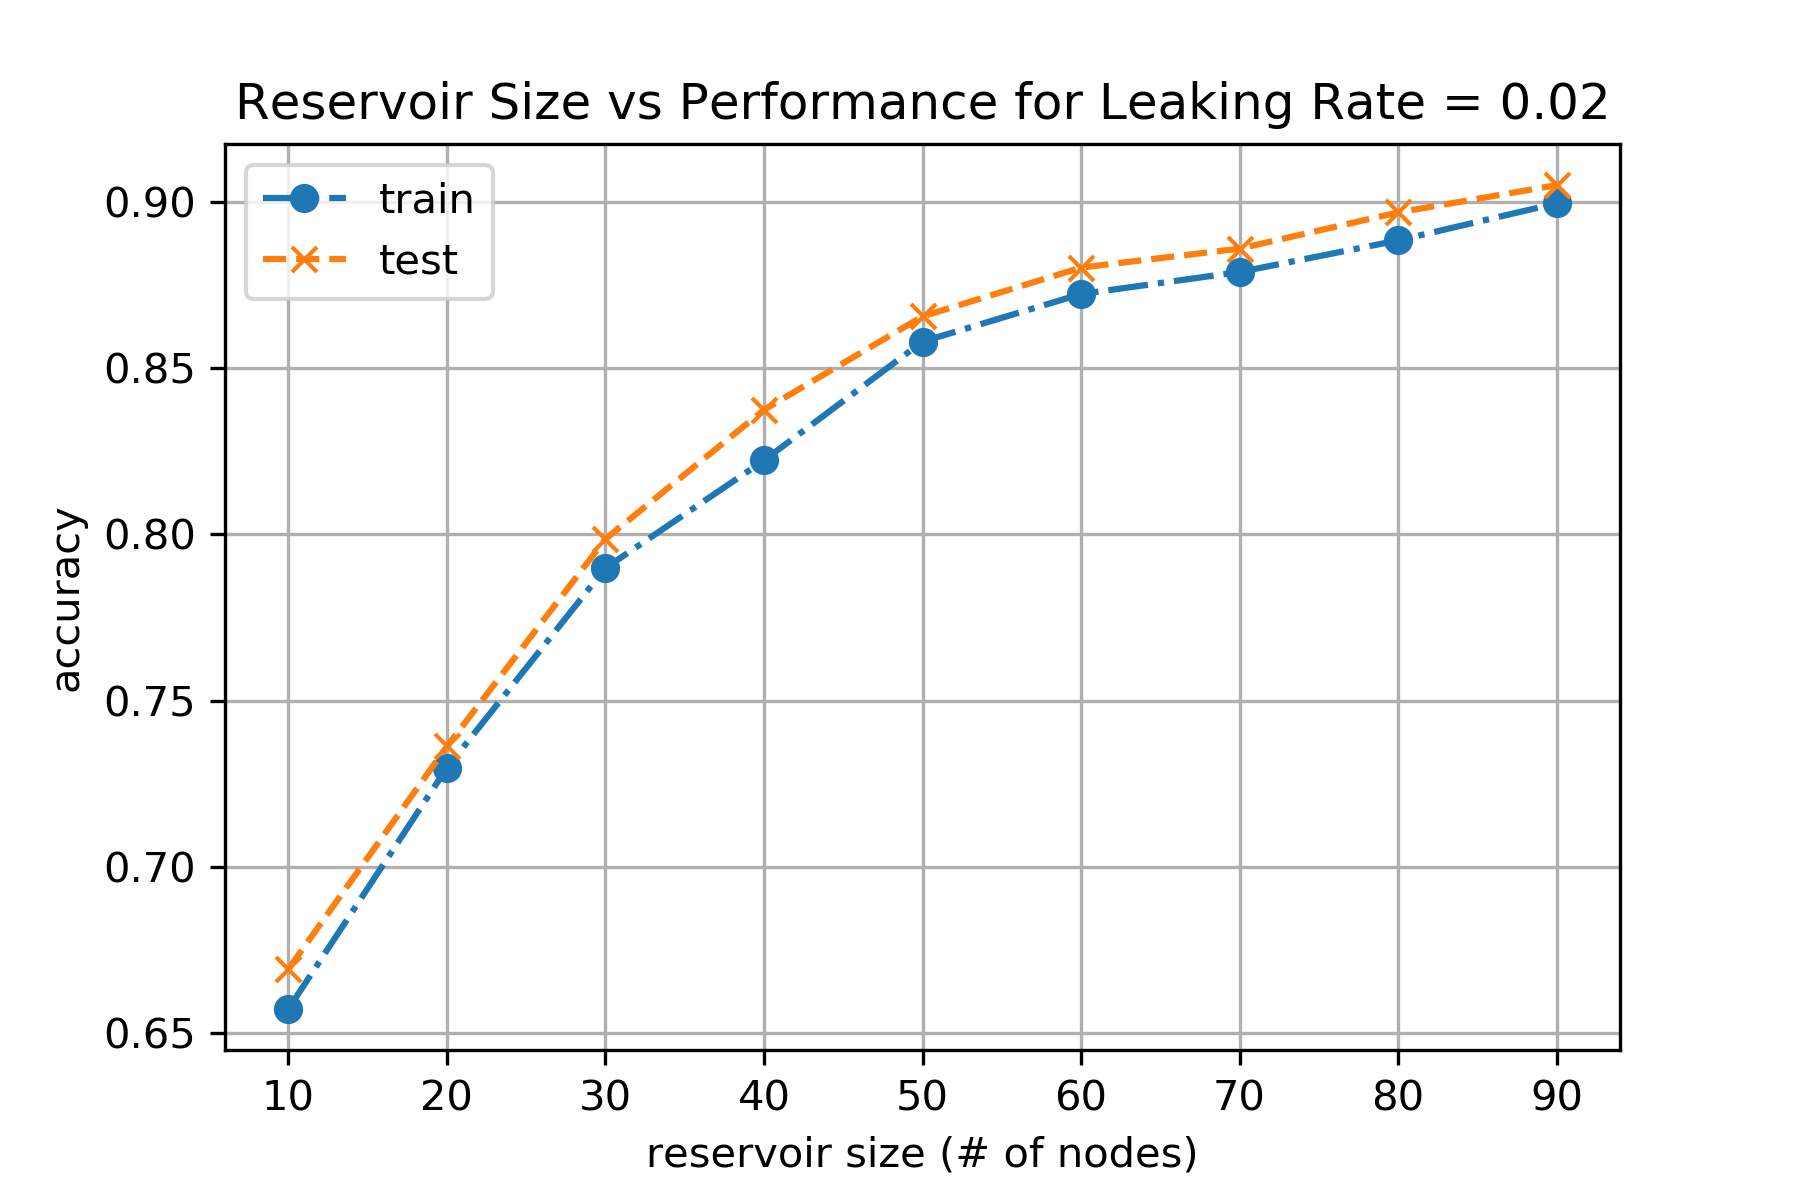 Reservoir Size vs Performance for Leaking Rate = 0.02
train
test
0.90
0.85
0.80
0.75
0.70
0.65
accuracy
10 20 30 40 50 60 70 80 90
reservoir size (# of nodes)